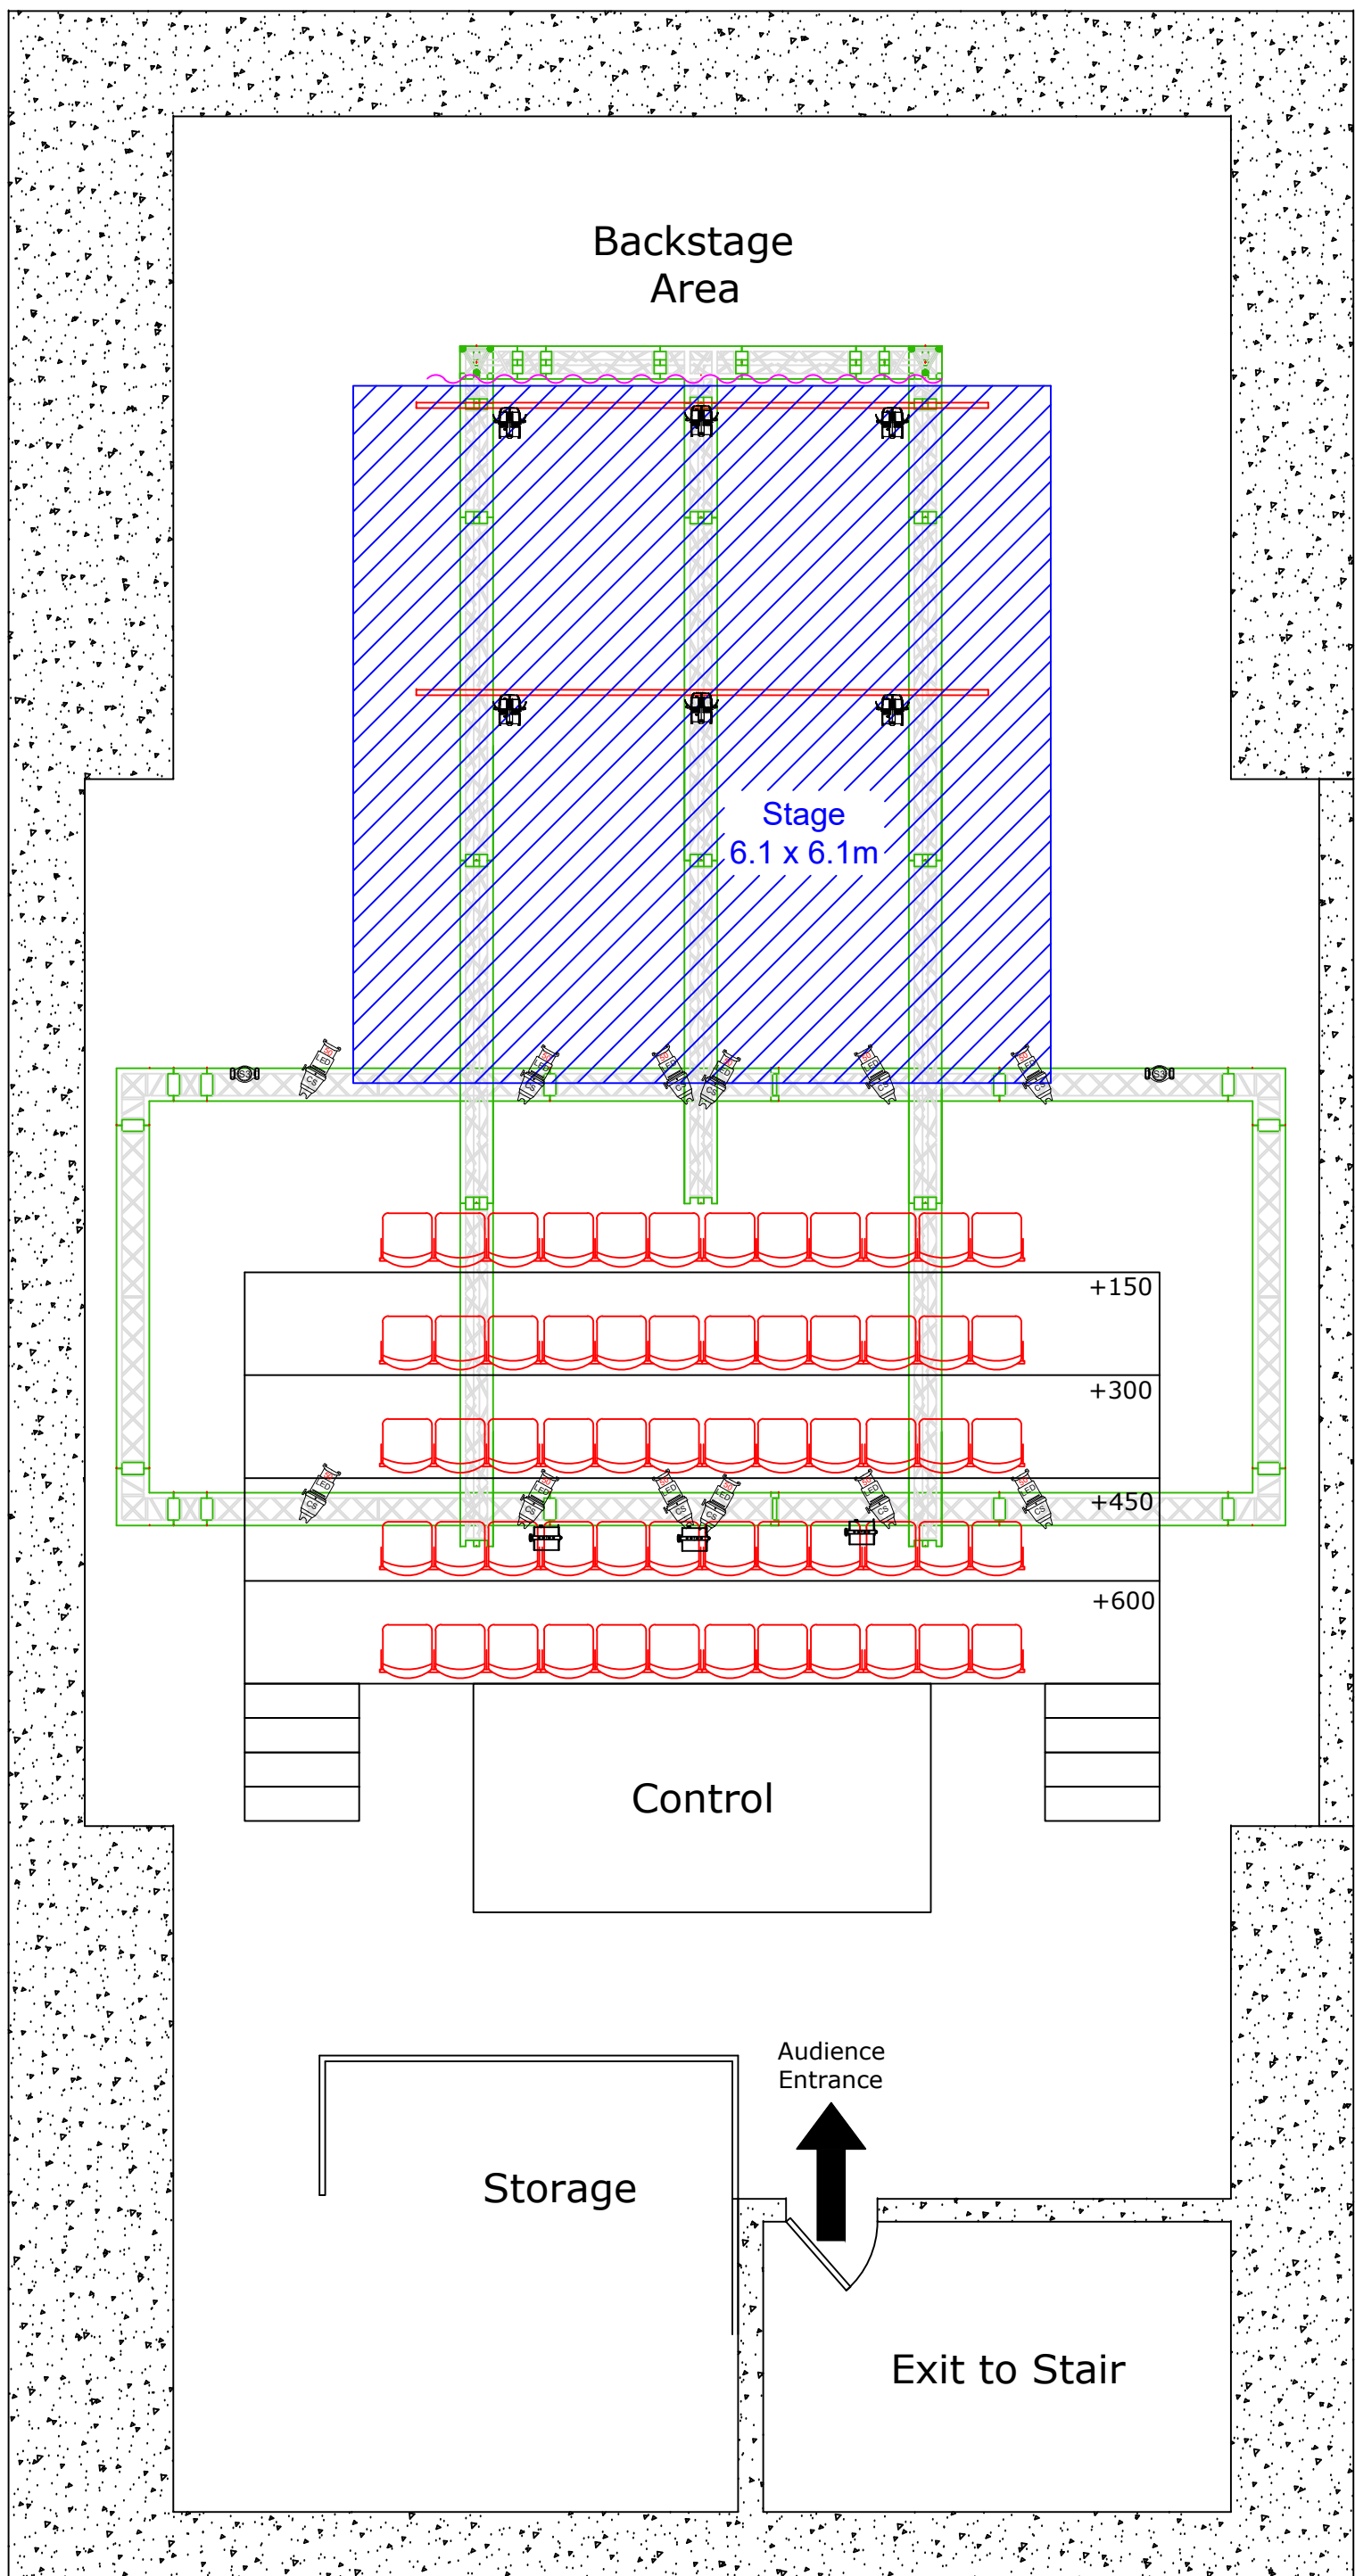 Backstage
Area
Stage
6.1 x 6.1m
+150
+300
+450
+600
Control
Audience
Entrance
Storage
Exit to Stair